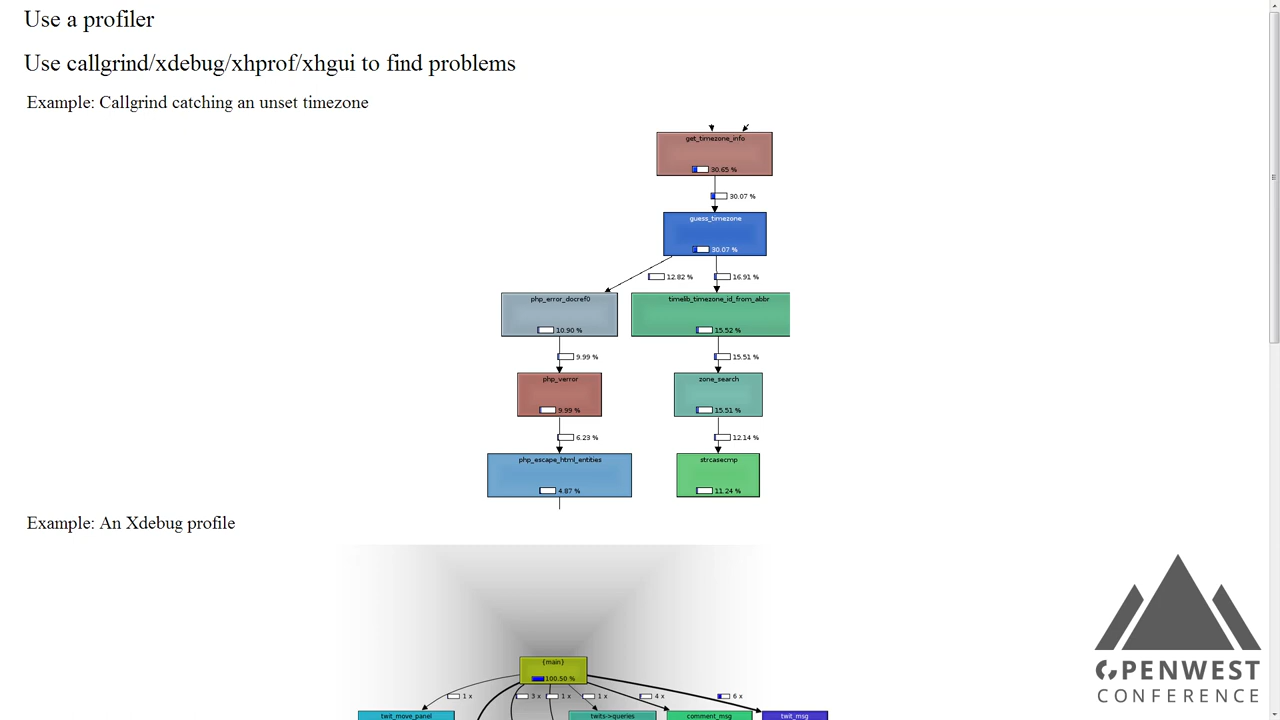 Use a profiler
Use callgrind/xdebug/xhprof/xhgui to find problems
Example: Callgrind catching an unset timezone
get_timezone_info
30.65 %
30.07 %
guess_timezone
30.07 %
12.82 %
16.91 %
php_error_docref0
timelib_timezone_id_from_abbr
10.90 %
15.52 %
9.99 %
15.51 %
php_verror
zone_search
9.99 %
15.51 %
6.23 %
12.14 %
php_escape_html_entities
strcasecmp
4.87 %
11.24 %
Example: An Xdebug profile
{main}
100.50 %
1 x
3 x
1 x
1 x
4 x
6 x
twit_move_panel
twits->queries
comment_msg
twit_msg
OPENWEST
CONFERENCE